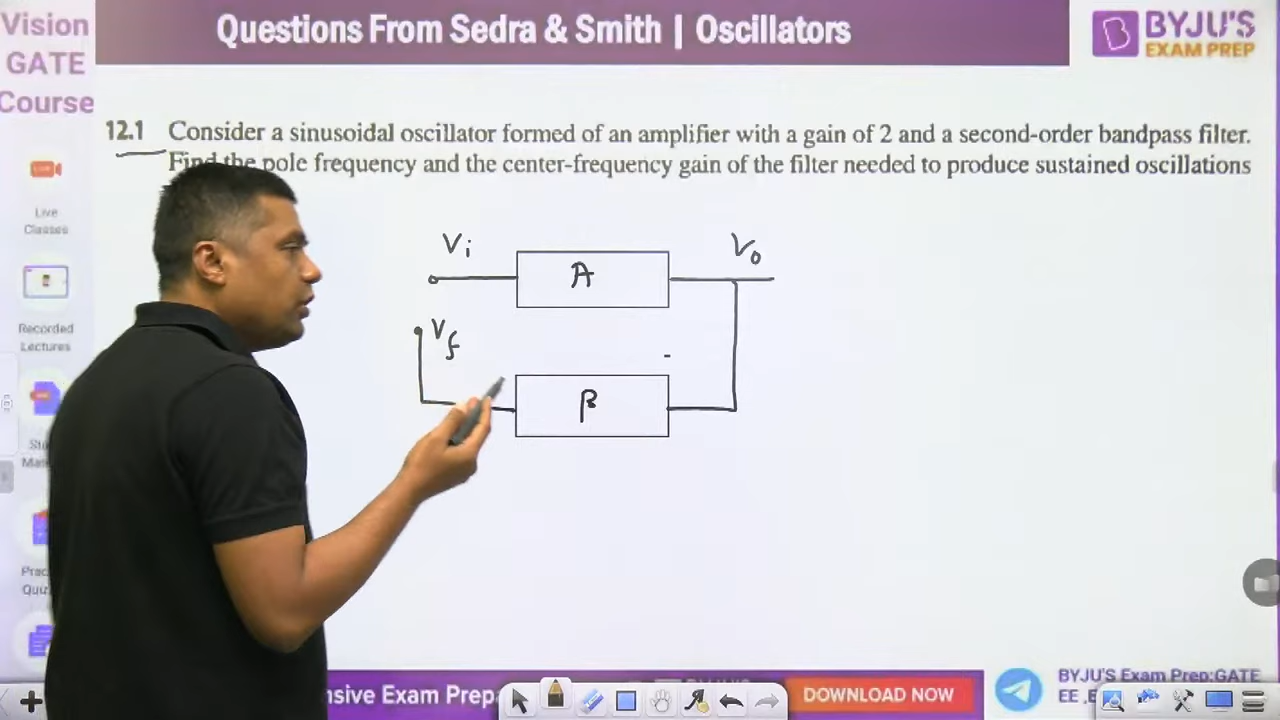 Vision
GATE
Course
Questions From Sedra & Smith | Oscillators
BYJU'S
EXAM PREP
12.1 Consider a sinusoidal oscillator formed of an amplifier with a gain of 2 and a second-order bandpass filter.
Find the pole frequency and the center-frequency gain of the filter needed to produce sustained oscillations
Live
Classes
Recorded
Lectures
Vi
A
Vo
Vf
β
Prep
DOWNLOAD NOW
BYJU'S Exam Prep:GATE